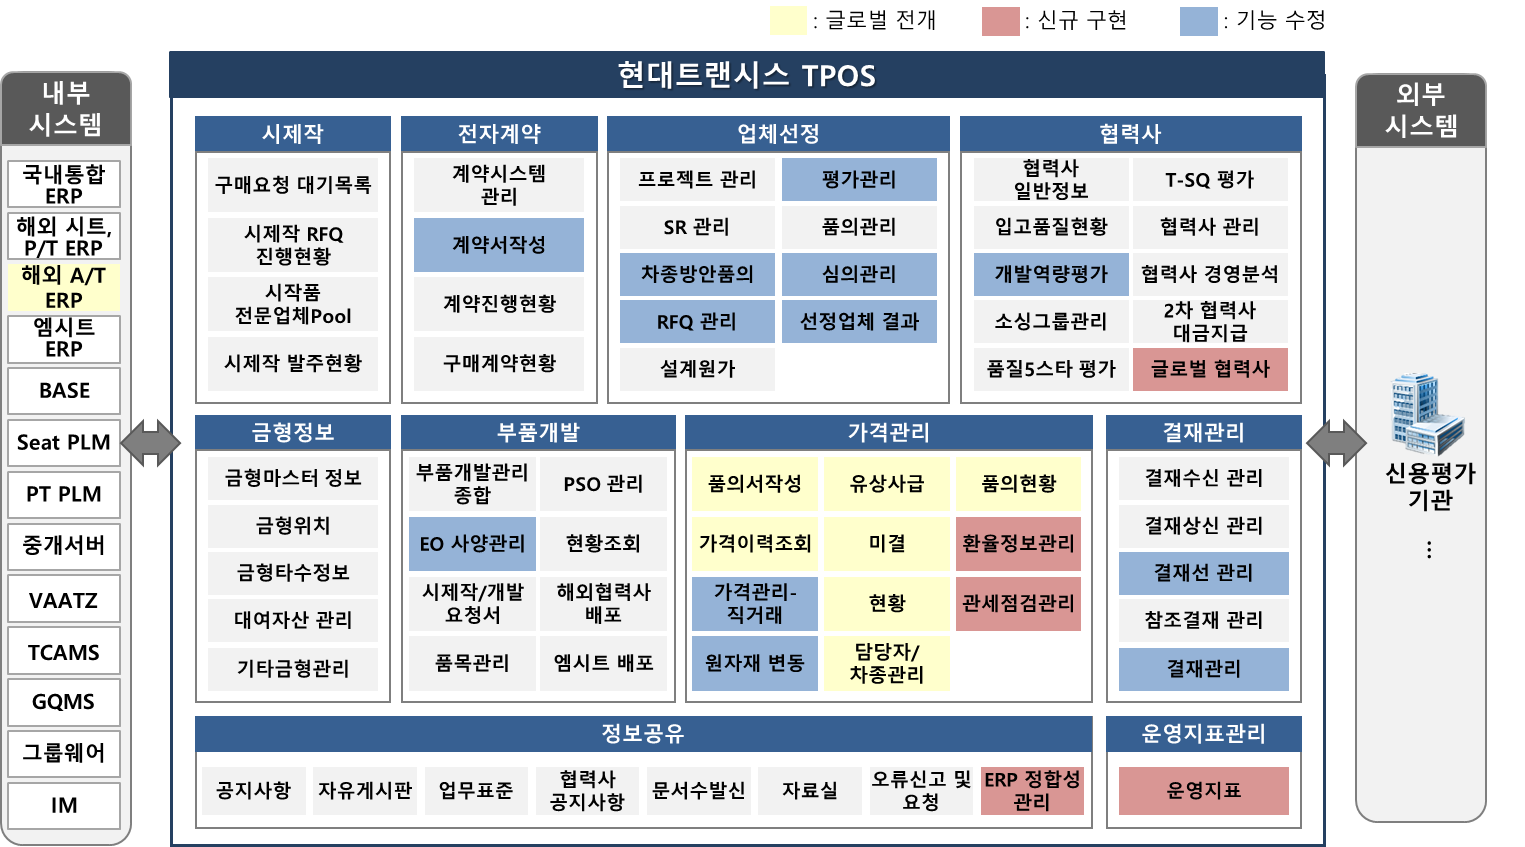 : 글로벌 전개
: 신규 구현
: 기능 수정
현대트랜시스 TPOS
내부
시스템
국내통합
ERP
해외 시트,
P/T ERP
해외 A/T
ERP
엠시트
ERP
BASE
Seat PLM
PT PLM
중개서버
VAATZ
TCAMS
GQMS
그룹웨어
IM
시제작
구매요청 대기목록
시제작 RFQ
진행현황
시작품
전문업체Pool
시제작 발주현황
전자계약
계약시스템
관리
계약서작성
계약진행현황
구매계약현황
업체선정
프로젝트 관리
평가관리
SR 관리
품의관리
차종방안품의
심의관리
RFQ 관리
선정업체 결과
설계원가
협력사
협력사
일반정보
T-SQ 평가
입고품질현황
협력사 관리
개발역량평가
협력사 경영분석
소싱그룹관리
2차 협력사
대금지급
품질5스타 평가
글로벌 협력사
금형정보
금형마스터 정보
금형위치
금형타수정보
대여자산 관리
기타금형관리
부품개발
부품개발관리
종합
PSO 관리
EO 사양관리
현황조회
시제작/개발
요청서
해외협력사
배포
품목관리
엠시트 배포
가격관리
품의서작성
유상사급
품의현황
가격이력조회
미결
환율정보관리
가격관리-
직거래
현황
관세점검관리
원자재 변동
담당자/
차종관리
결재관리
결재수신 관리
결재상신 관리
결재선 관리
참조결재 관리
결재관리
정보공유
공지사항
자유게시판
업무표준
협력사
공지사항
문서수발신
자료실
오류신고 및
요청
ERP 정합성
관리
운영지표관리
운영지표
외부
시스템
신용평가
기관
⋮